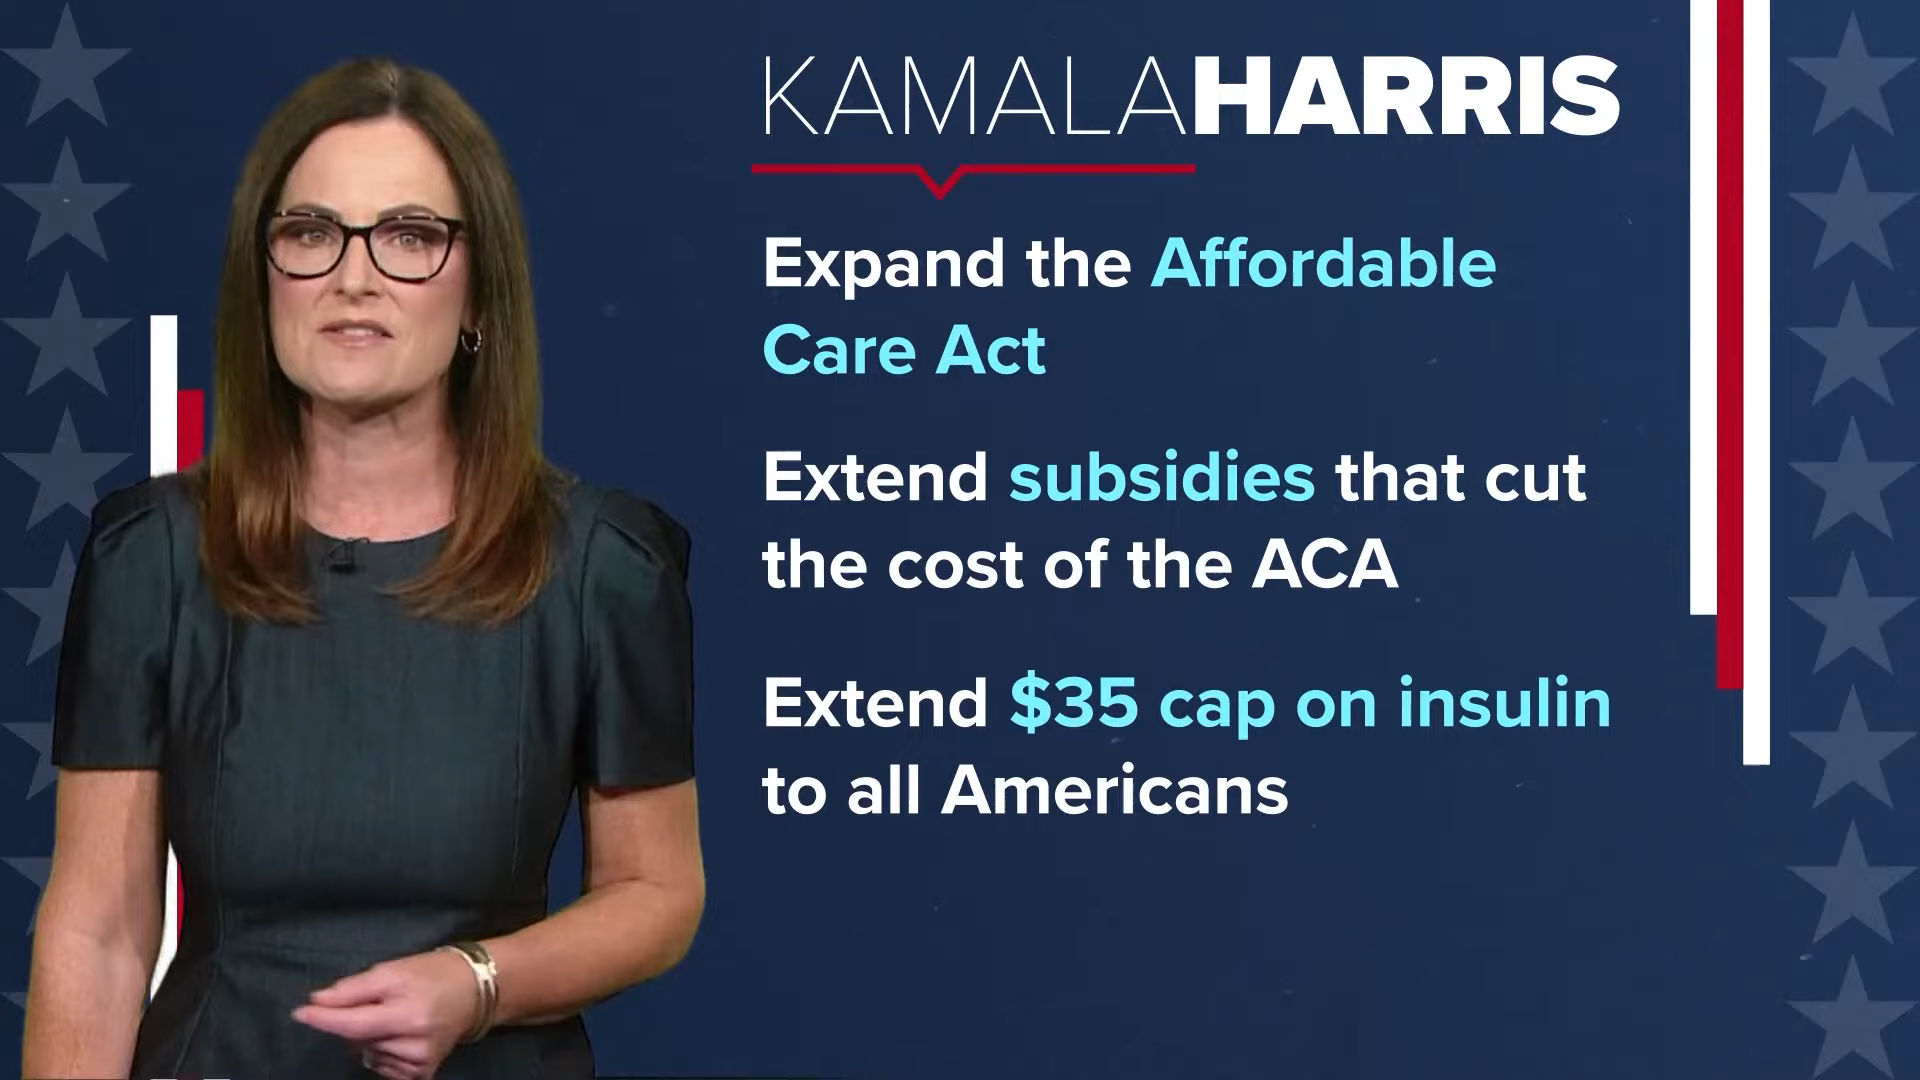 KAMALAHARRIS
Expand the Affordable
Care Act
Extend subsidies that cut
the cost of the ACA
Extend $35 cap on insulin
to all Americans